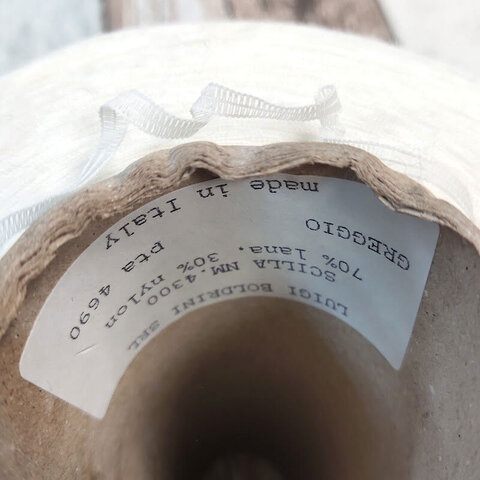 LUIGI BOLDRINI SRL
SCILLA NM.4300
70% lana. 30% nylon
GREGGIO pta 4690
made in Italy